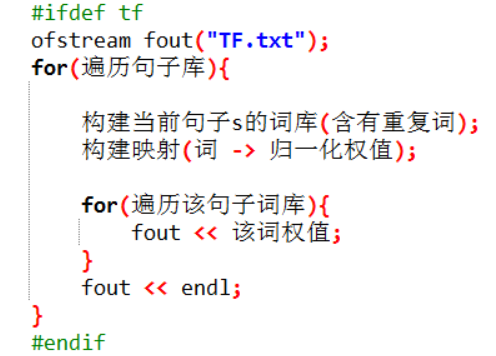 #ifdef tf
ofstream fout("TF.txt");
for(遍历句子库){
构建当前句子s的词库(含有重复词);
构建映射(词 -> 归一化权值);
for(遍历该句子词库){
fout << 该词权值;
}
fout << endl;
}
#endif